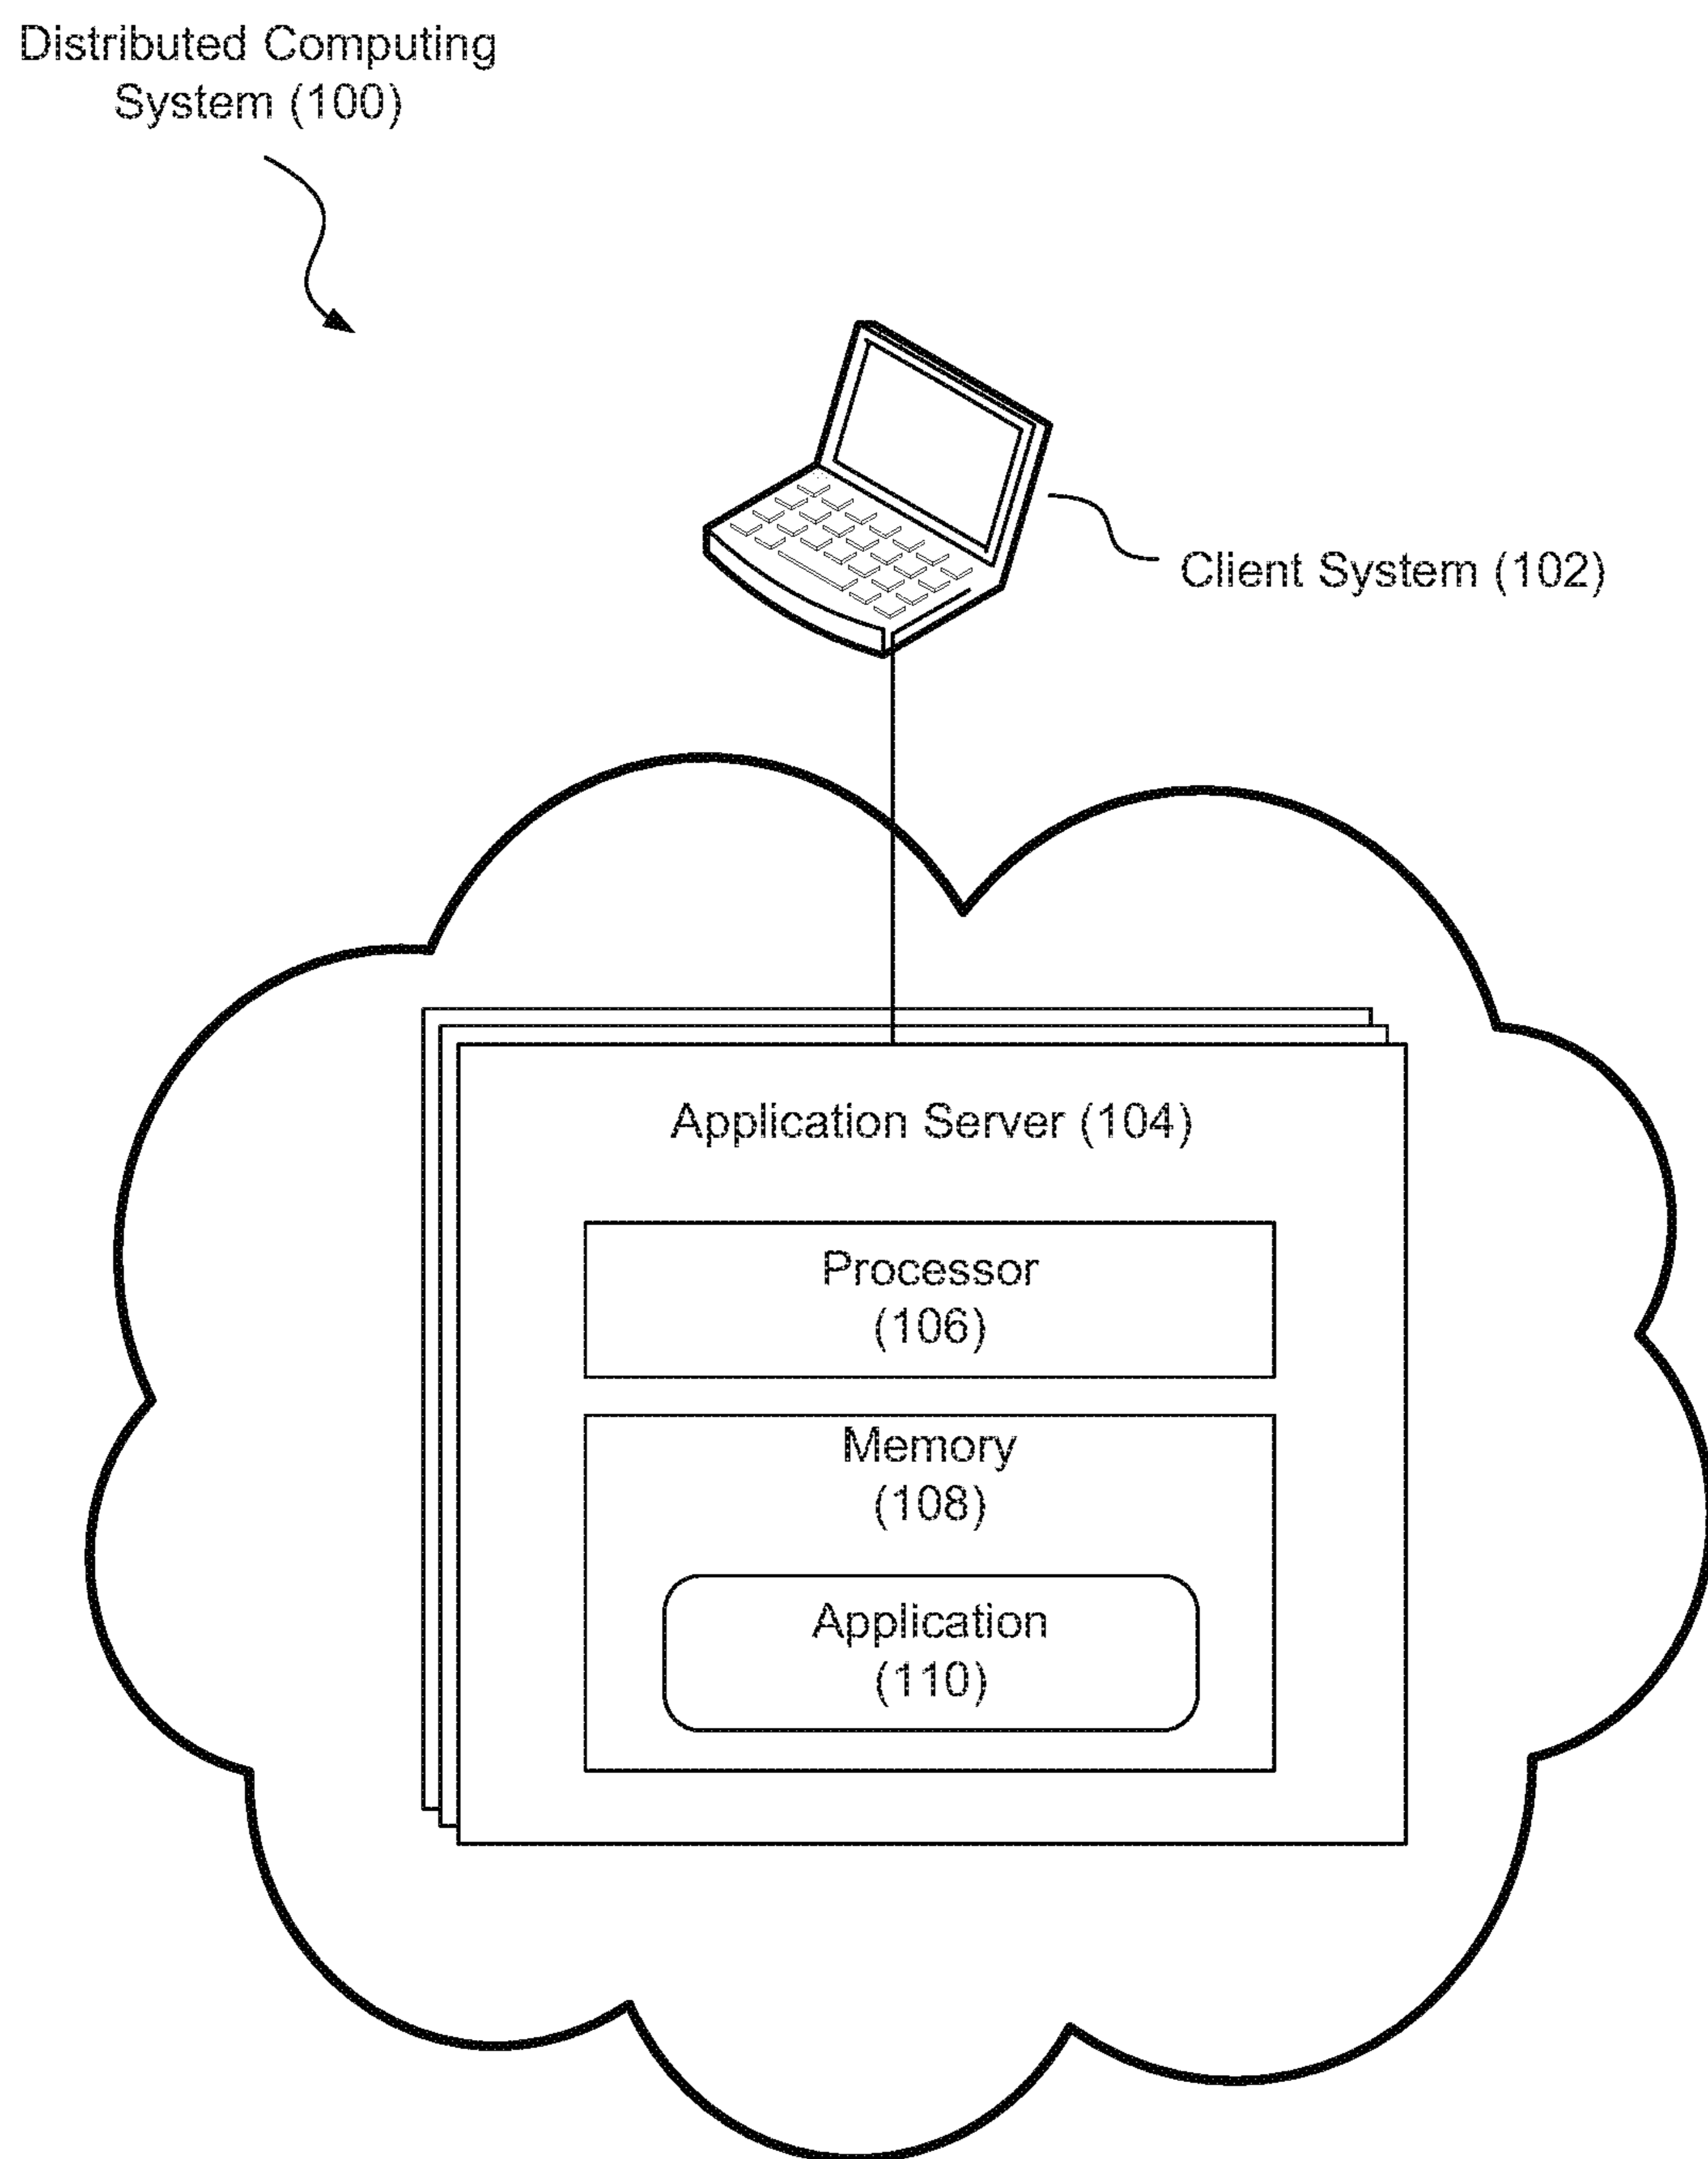 Distributed Computing
System (100)
Client System (102)
Application Server (104)
Processor
(106)
Memory
(108)
Application
(110)